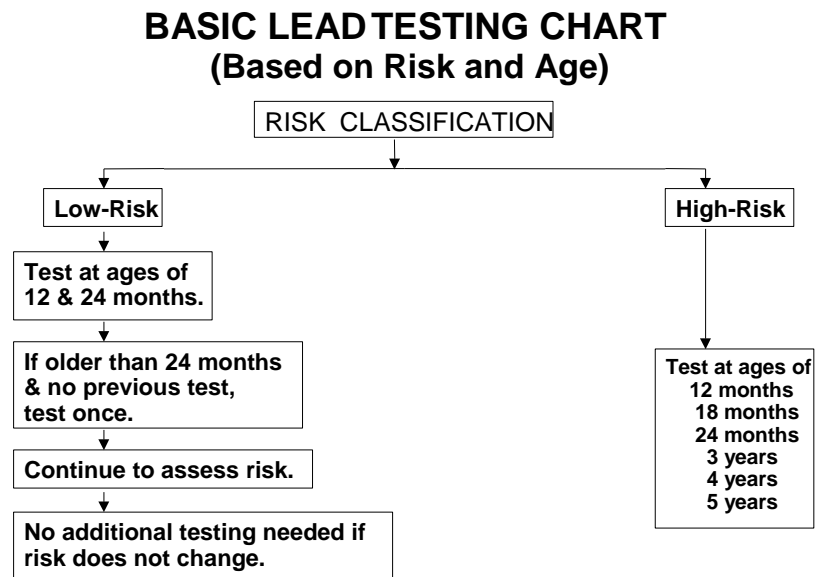 BASIC LEAD TESTING CHART
(Based on Risk and Age)
RISK CLASSIFICATION
Low-Risk
High-Risk
Test at ages of
12 & 24 months.
If older than 24 months
& no previous test,
test once.
Continue to assess risk.
No additional testing needed if
risk does not change.
Test at ages of
12 months
18 months
24 months
3 years
4 years
5 years